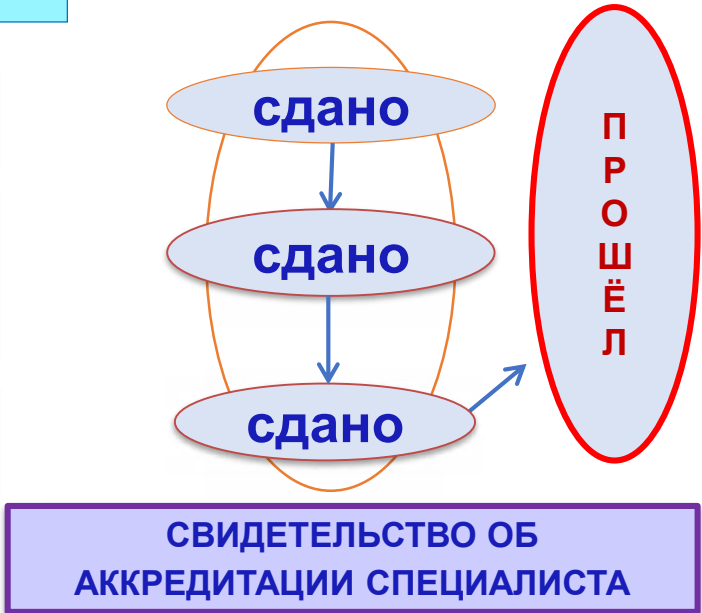 сдано
сдано
сдано
П
Р
О
Ш
Ё
Л
СВИДЕТЕЛЬСТВО ОБ
АККРЕДИТАЦИИ СПЕЦИАЛИСТА